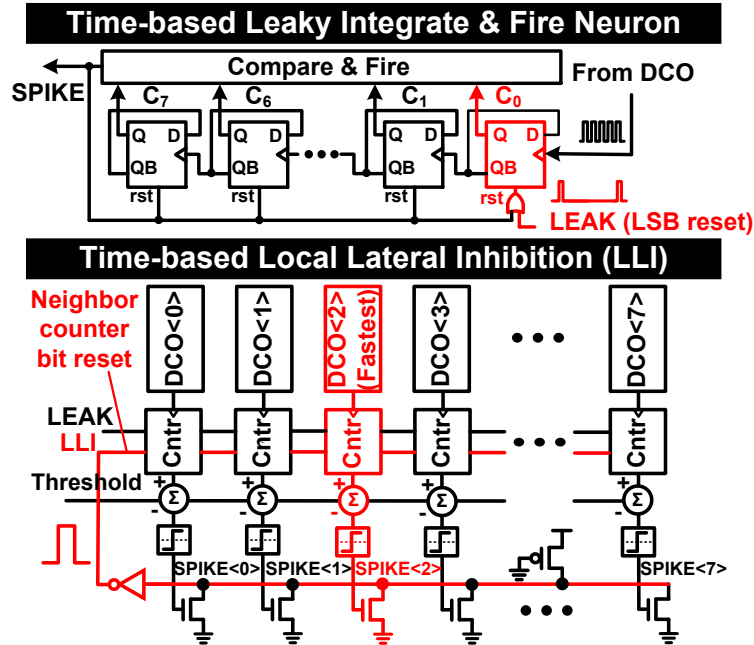 Time-based Leaky Integrate & Fire Neuron
Compare & Fire
SPIKE
From DCO
C7
C6
C1
C0
Q D
QB
rst
Q D
QB
Q D
QB
rst
Q D
QB
rst
LEAK (LSB reset)
Time-based Local Lateral Inhibition (LLI)
Neighbor
counter
bit reset
DCO<0>
DCO<1>
DCO<2>
(Fastest)
DCO<3>
DCO<7>
LEAK
LLI
Cntr
Cntr
Cntr
Cntr
Cntr
Threshold
+
-
Σ
+
-
Σ
+
-
Σ
+
-
Σ
+
-
Σ
SPIKE<0>
SPIKE<1>
SPIKE<2>
SPIKE<7>